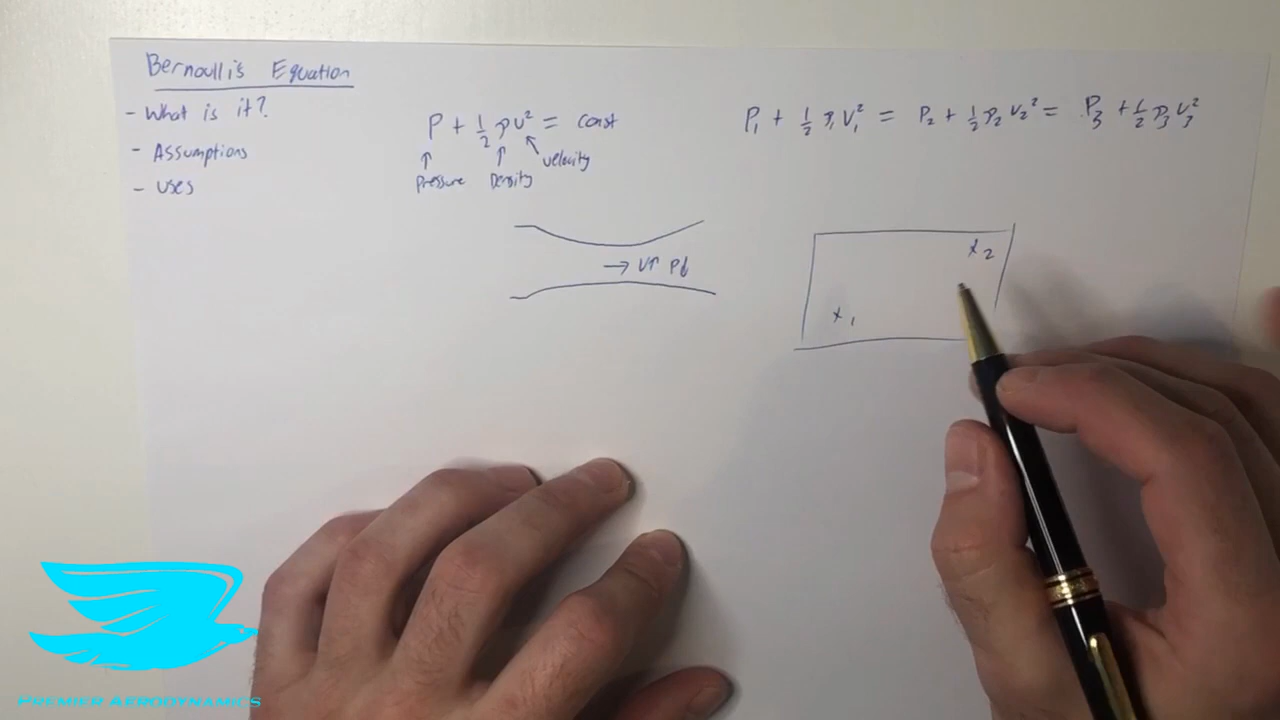 Bernoulli's Equation
- What is it?
- Assumptions
- Uses
P + 1/2 ρv² = const
Pressure Density velocity
P₁ + 1/2 ρ₁v₁² = P₂ + 1/2 ρ₂v₂² = P₃ + 1/2 ρ₃v₃²
→ V↑ P↓
x₂
x₁
PREMIER AERODYNAMICS